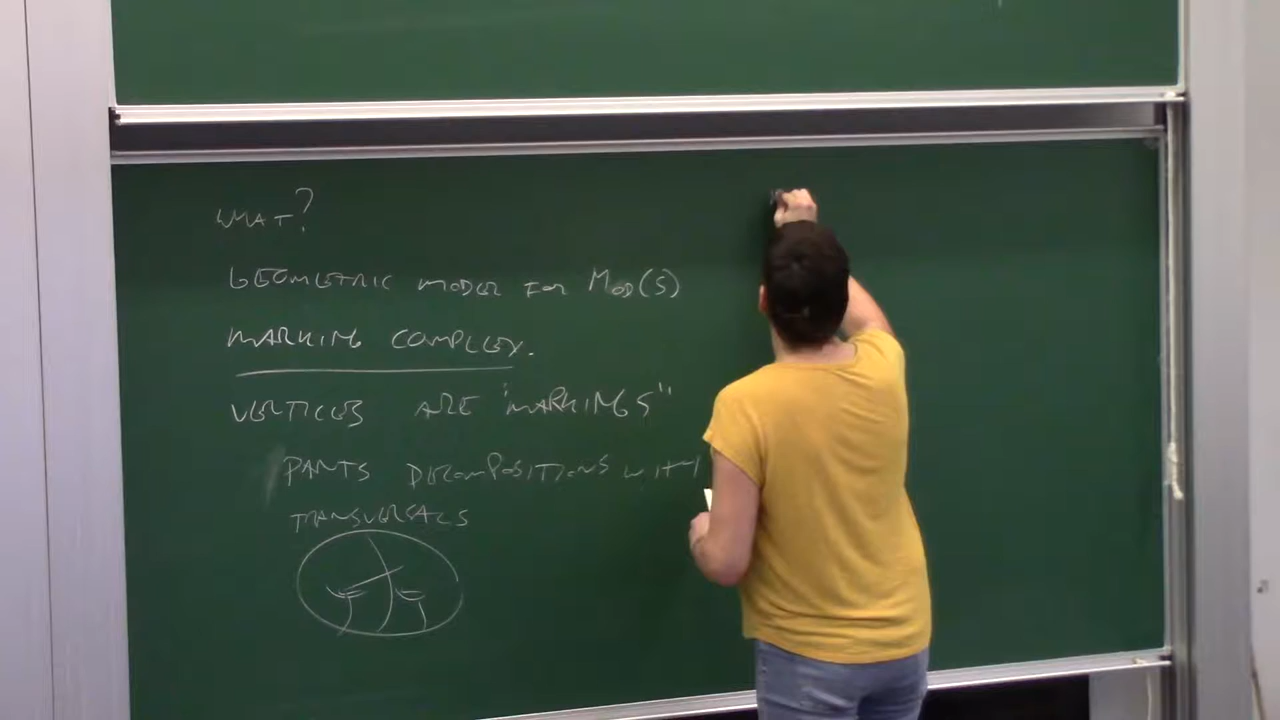 WHAT?
GEOMETRIC MODEL FOR MOD(S)
MARKING COMPLEX.
VERTICES ARE "MARKINGS"
PANTS DECOMPOSITIONS WITH
TRANSVERSALS